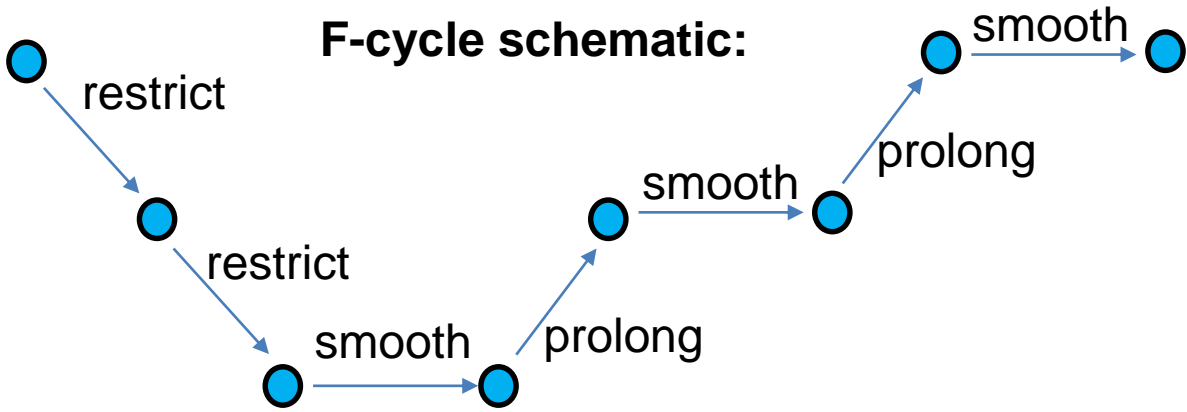 F-cycle schematic:
smooth
restrict
prolong
smooth
restrict
smooth
prolong